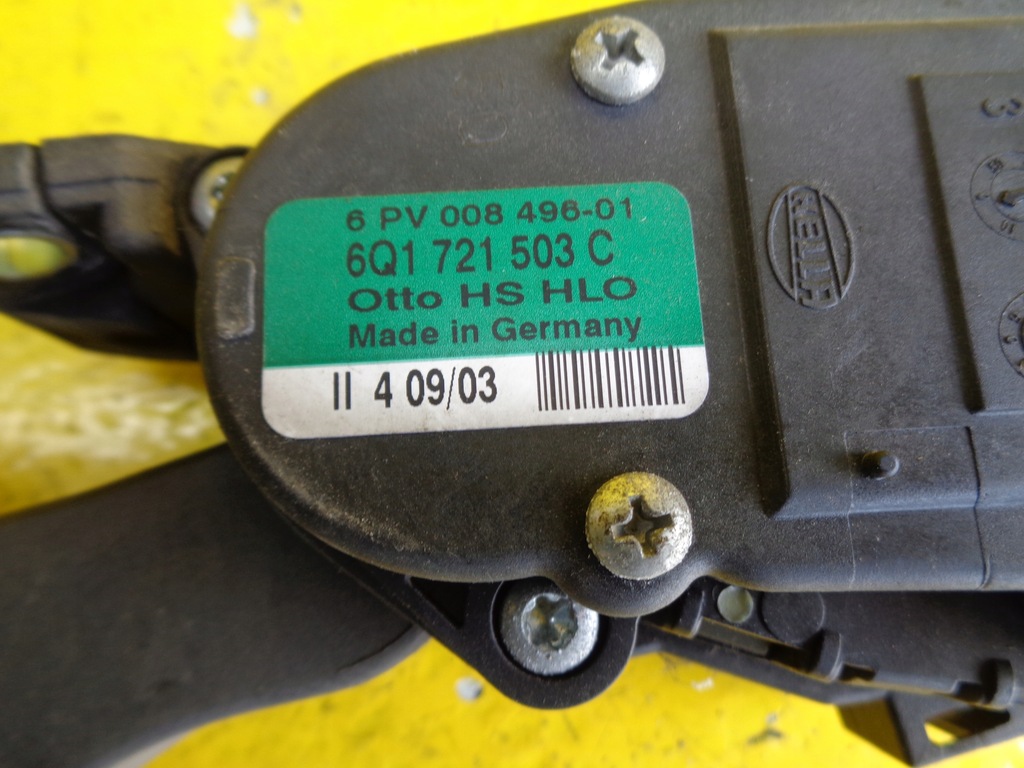 6 PV 008 496-01
6Q1 721 503 C
Otto HS HLO
Made in Germany
II 4 09/03
HELLA